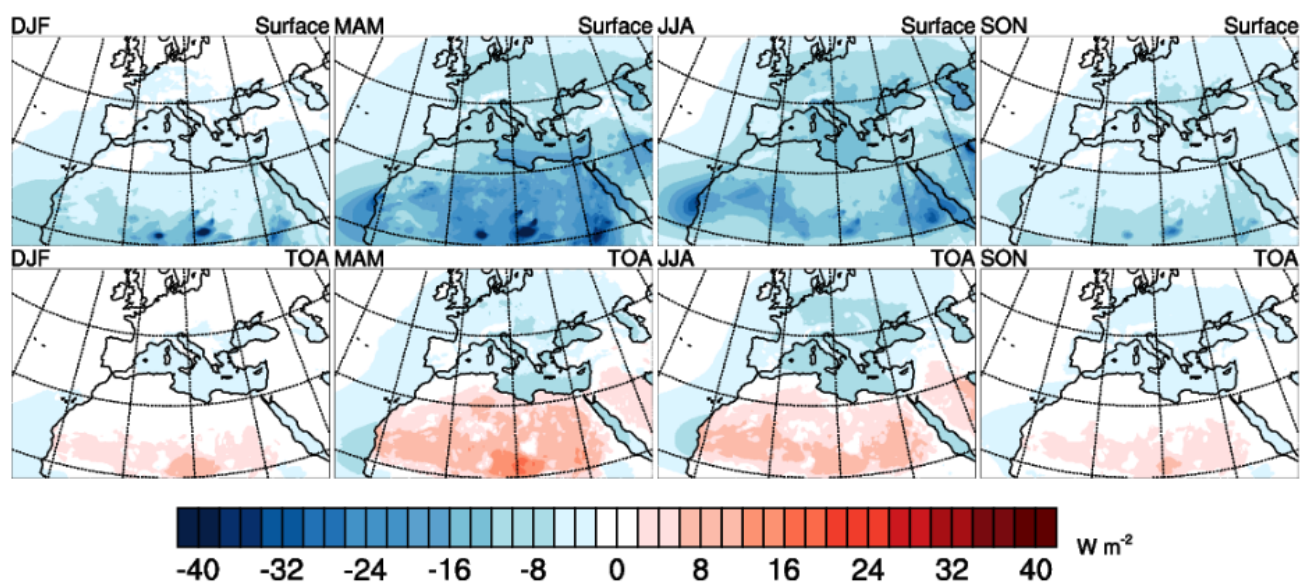 DJF Surface MAM Surface JJA Surface SON Surface
DJF TOA MAM TOA JJA TOA SON TOA
-40 -32 -24 -16 -8 0 8 16 24 32 40 W m⁻²